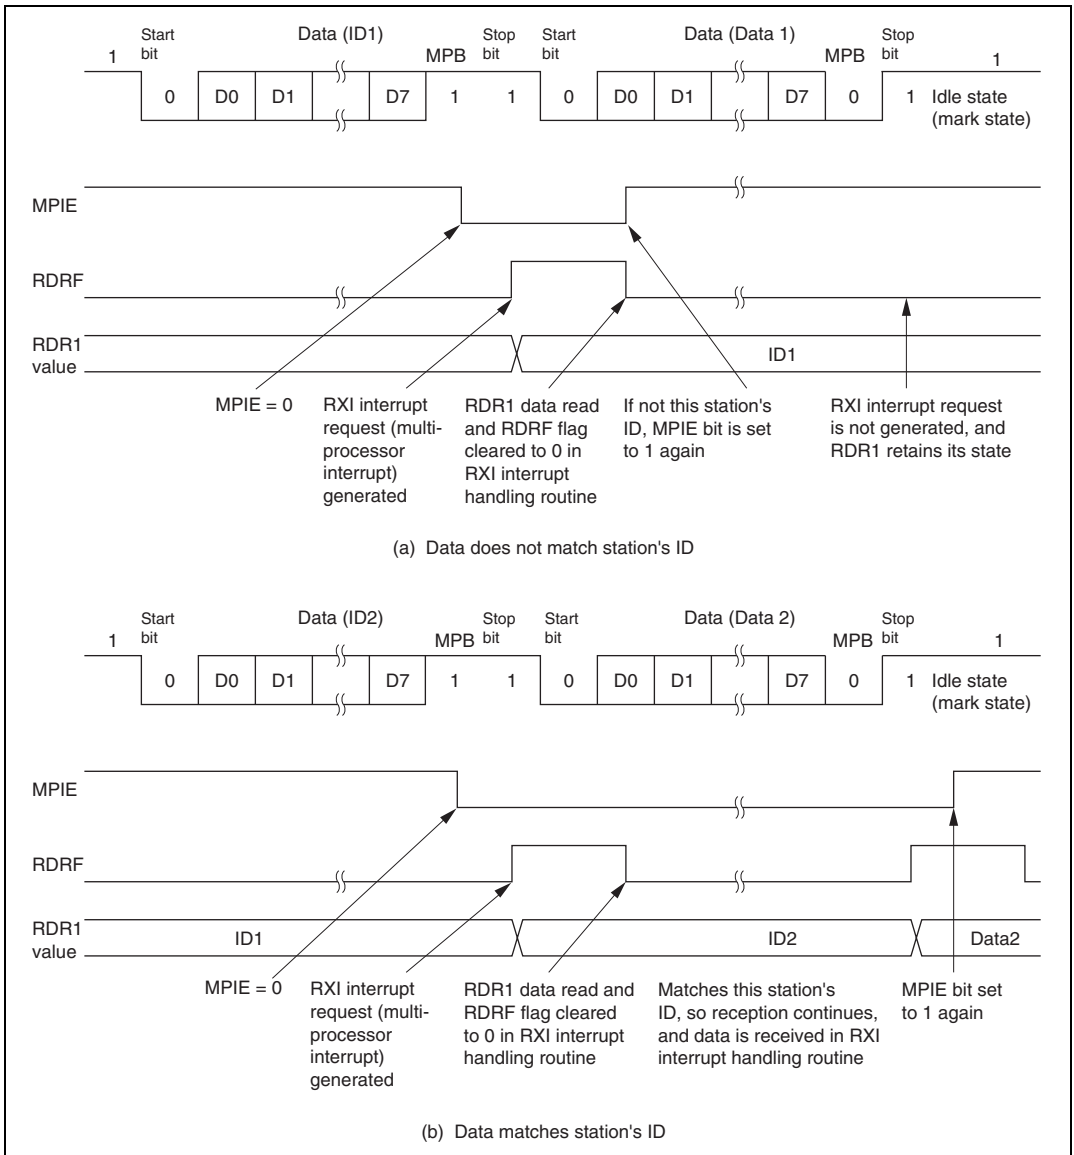 Start bit Data (ID1) MPB Stop bit Start bit Data (Data 1) MPB Stop bit
1 1
0 D0 D1 D7 1 1 0 D0 D1 D7 0 1 Idle state
(mark state)
MPIE
RDRF
RDR1
value
ID1
MPIE = 0
RXI interrupt
request (multi-
processor
interrupt)
generated
RDR1 data read
and RDRF flag
cleared to 0 in
RXI interrupt
handling routine
If not this station's
ID, MPIE bit is set
to 1 again
RXI interrupt request
is not generated, and
RDR1 retains its state
(a) Data does not match station's ID
Start bit Data (ID2) MPB Stop bit Start bit Data (Data 2) MPB Stop bit
1 1
0 D0 D1 D7 1 1 0 D0 D1 D7 0 1 Idle state
(mark state)
MPIE
RDRF
RDR1
value
ID1 ID2 Data2
MPIE = 0
RXI interrupt
request (multi-
processor
interrupt)
generated
RDR1 data read and
RDRF flag cleared
to 0 in RXI interrupt
handling routine
Matches this station's
ID, so reception continues,
and data is received in RXI
interrupt handling routine
MPIE bit set
to 1 again
(b) Data matches station's ID